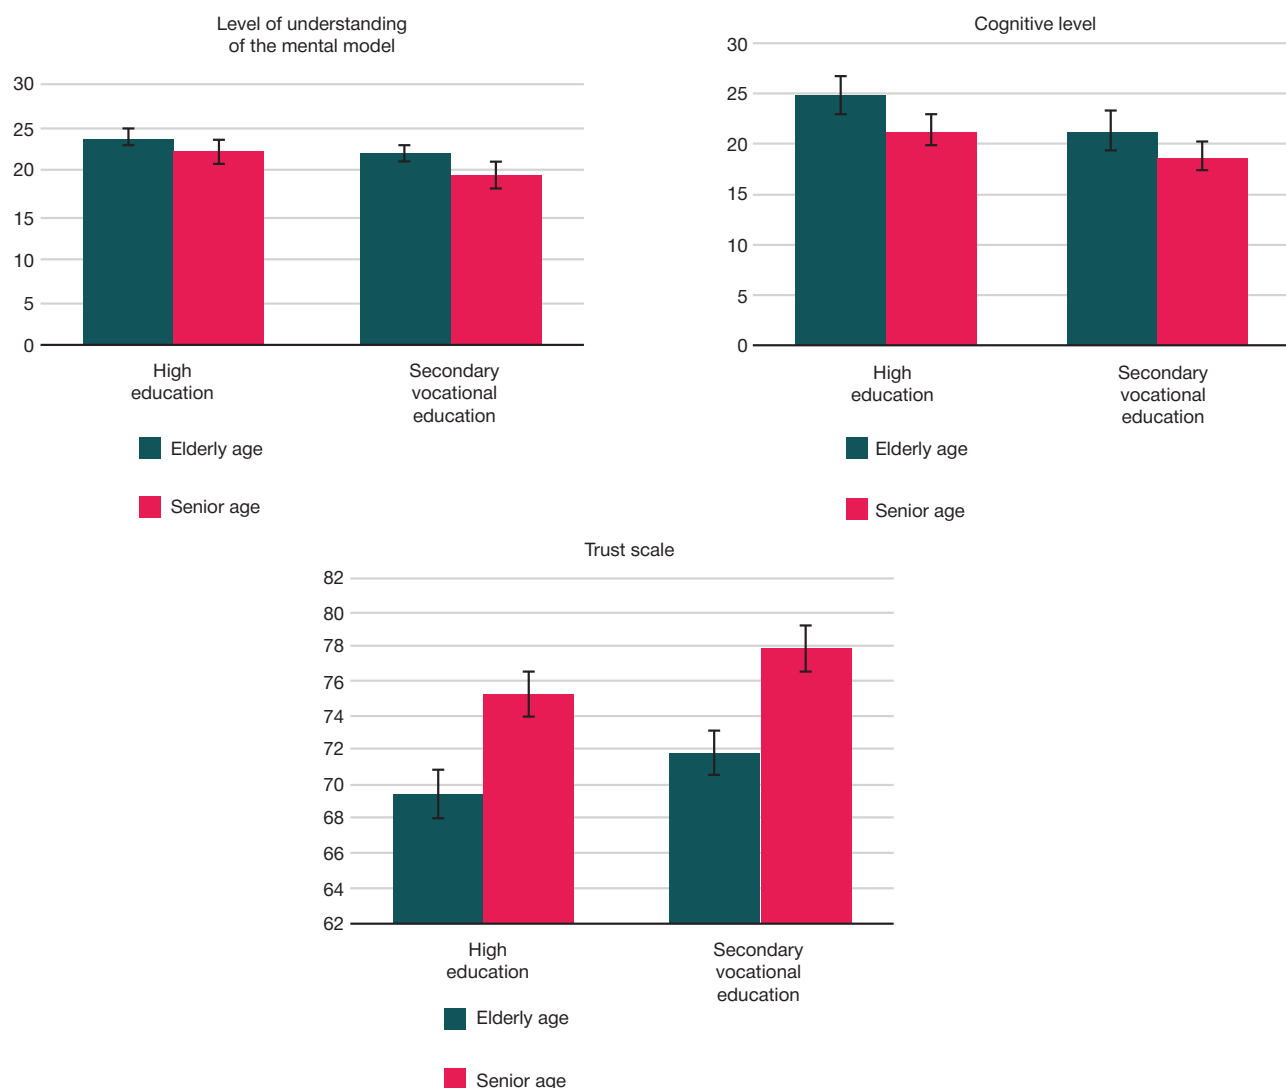 Level of understanding
of the mental model
30
25
20
15
10
5
0
High
education
Secondary
vocational
education
Elderly age
Senior age
Cognitive level
30
25
20
15
10
5
0
High
education
Secondary
vocational
education
Elderly age
Senior age
Trust scale
82
80
78
76
74
72
70
68
66
64
62
High
education
Secondary
vocational
education
Elderly age
Senior age